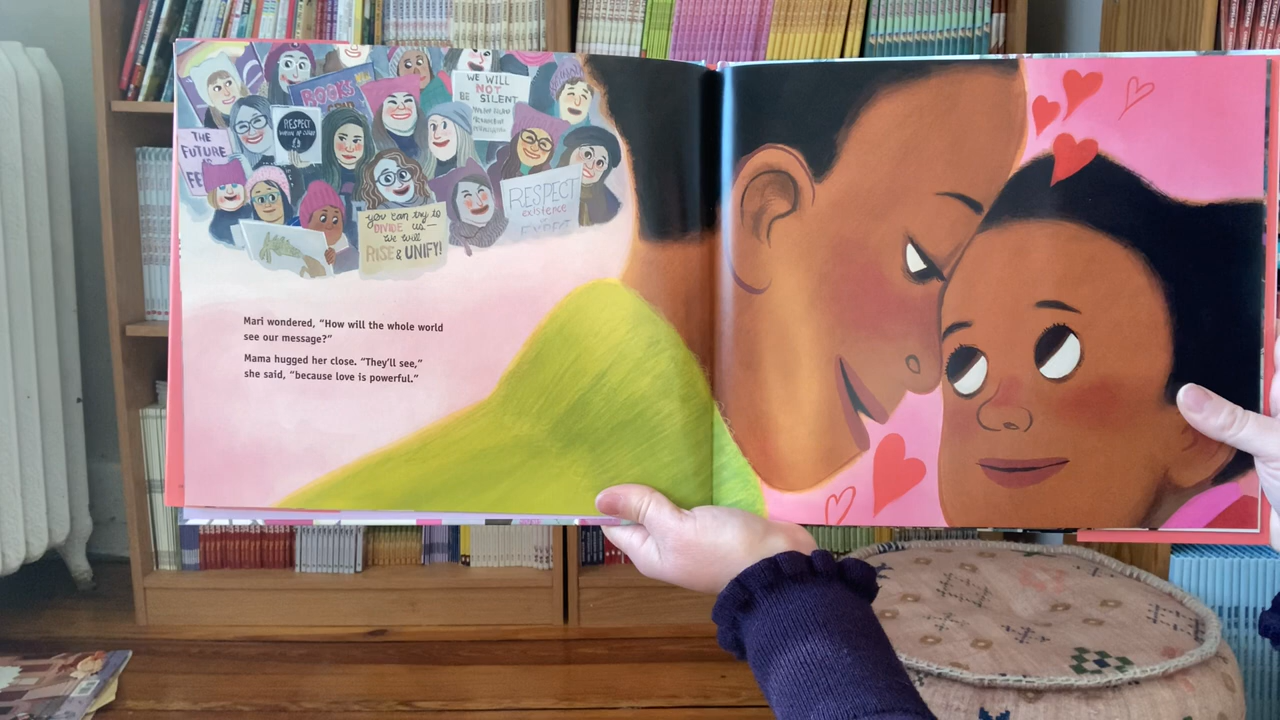 BOOKS
WE WILL
NOT
BE SILENT
RESPECT
THE
FUTURE
you can try to
DIVIDE us—
we will
RISE & UNIFY!
RESPECT
existence
EXPECT
Mari wondered, “How will the whole world
see our message?”
Mama hugged her close. “They’ll see,”
she said, “because love is powerful.”